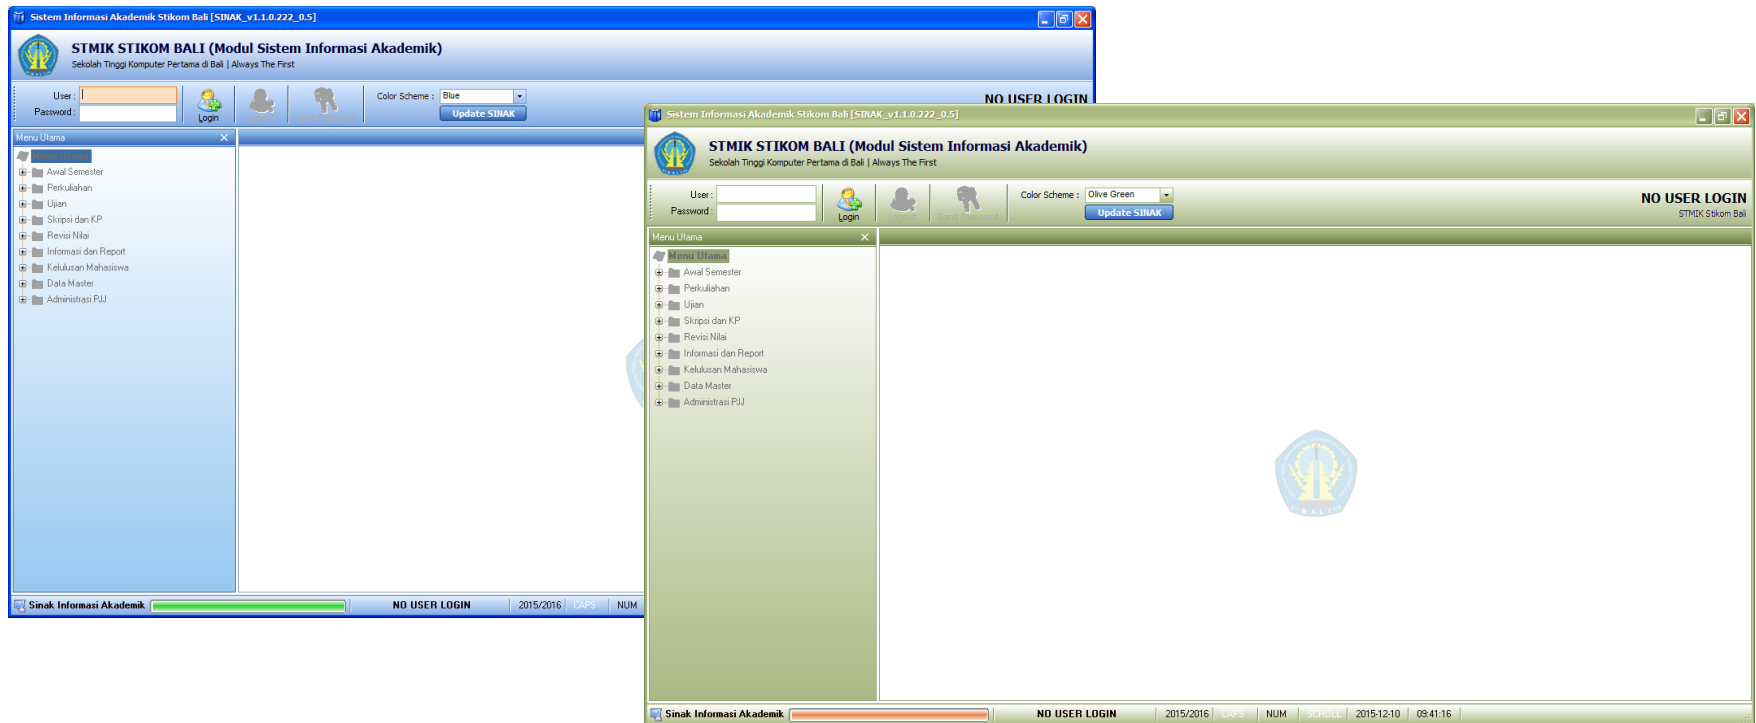 Sistem Informasi Akademik Stikom Bali [SINAK_v1.1.0.222_0.5]
STMIK STIKOM BALI (Modul Sistem Informasi Akademik)
Sekolah Tinggi Komputer Pertama di Bali | Always The First
User :
Password :
Login
Color Scheme : Blue
Update SINAK
NO USER LOGIN
Menu Utama
Menu Utama
Awal Semester
Perkuliahan
Ujian
Skripsi dan KP
Revisi Nilai
Informasi dan Report
Kelulusan Mahasiswa
Data Master
Administrasi PJJ
Sinak Informasi Akademik NO USER LOGIN 2015/2016 CAPS NUM
Sistem Informasi Akademik Stikom Bali [SINAK_v1.1.0.222_0.5]
STMIK STIKOM BALI (Modul Sistem Informasi Akademik)
Sekolah Tinggi Komputer Pertama di Bali | Always The First
User :
Password :
Login Logout Ganti Password
Color Scheme : Olive Green
Update SINAK
NO USER LOGIN
STMIK Stikom Bali
Menu Utama
Menu Utama
Awal Semester
Perkuliahan
Ujian
Skripsi dan KP
Revisi Nilai
Informasi dan Report
Kelulusan Mahasiswa
Data Master
Administrasi PJJ
DI BALI
Sinak Informasi Akademik NO USER LOGIN 2015/2016 CAPS NUM SCROLL 2015-12-10 09:41:16